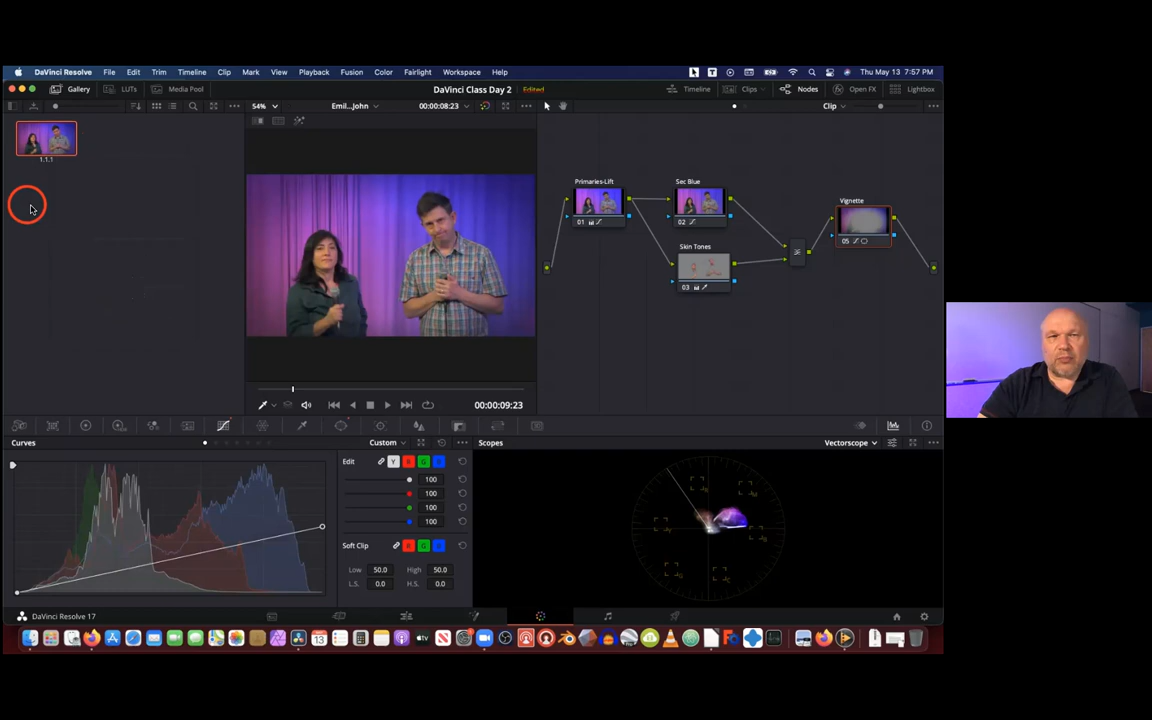 DaVinci Resolve File Edit Trim Timeline Clip Mark View Playback Fusion Color Fairlight Workspace Help Thu May 13 7:57 PM
Gallery LUTs Media Pool DaVinci Class Day 2 Edited Timeline Clips Nodes Open FX Lightbox
54% Emil...John 00:00:08:23 Clip
1.1.1
Primaries-Lift Sec Blue
01 02
Vignette
05
Skin Tones
03
00:00:09:23
Curves Custom Scopes Vectorscope
Edit Y R G B
100
100
100
100
Soft Clip R G B
Low 50.0 High 50.0
L.S. 0.0 H.S. 0.0
DaVinci Resolve 17
13